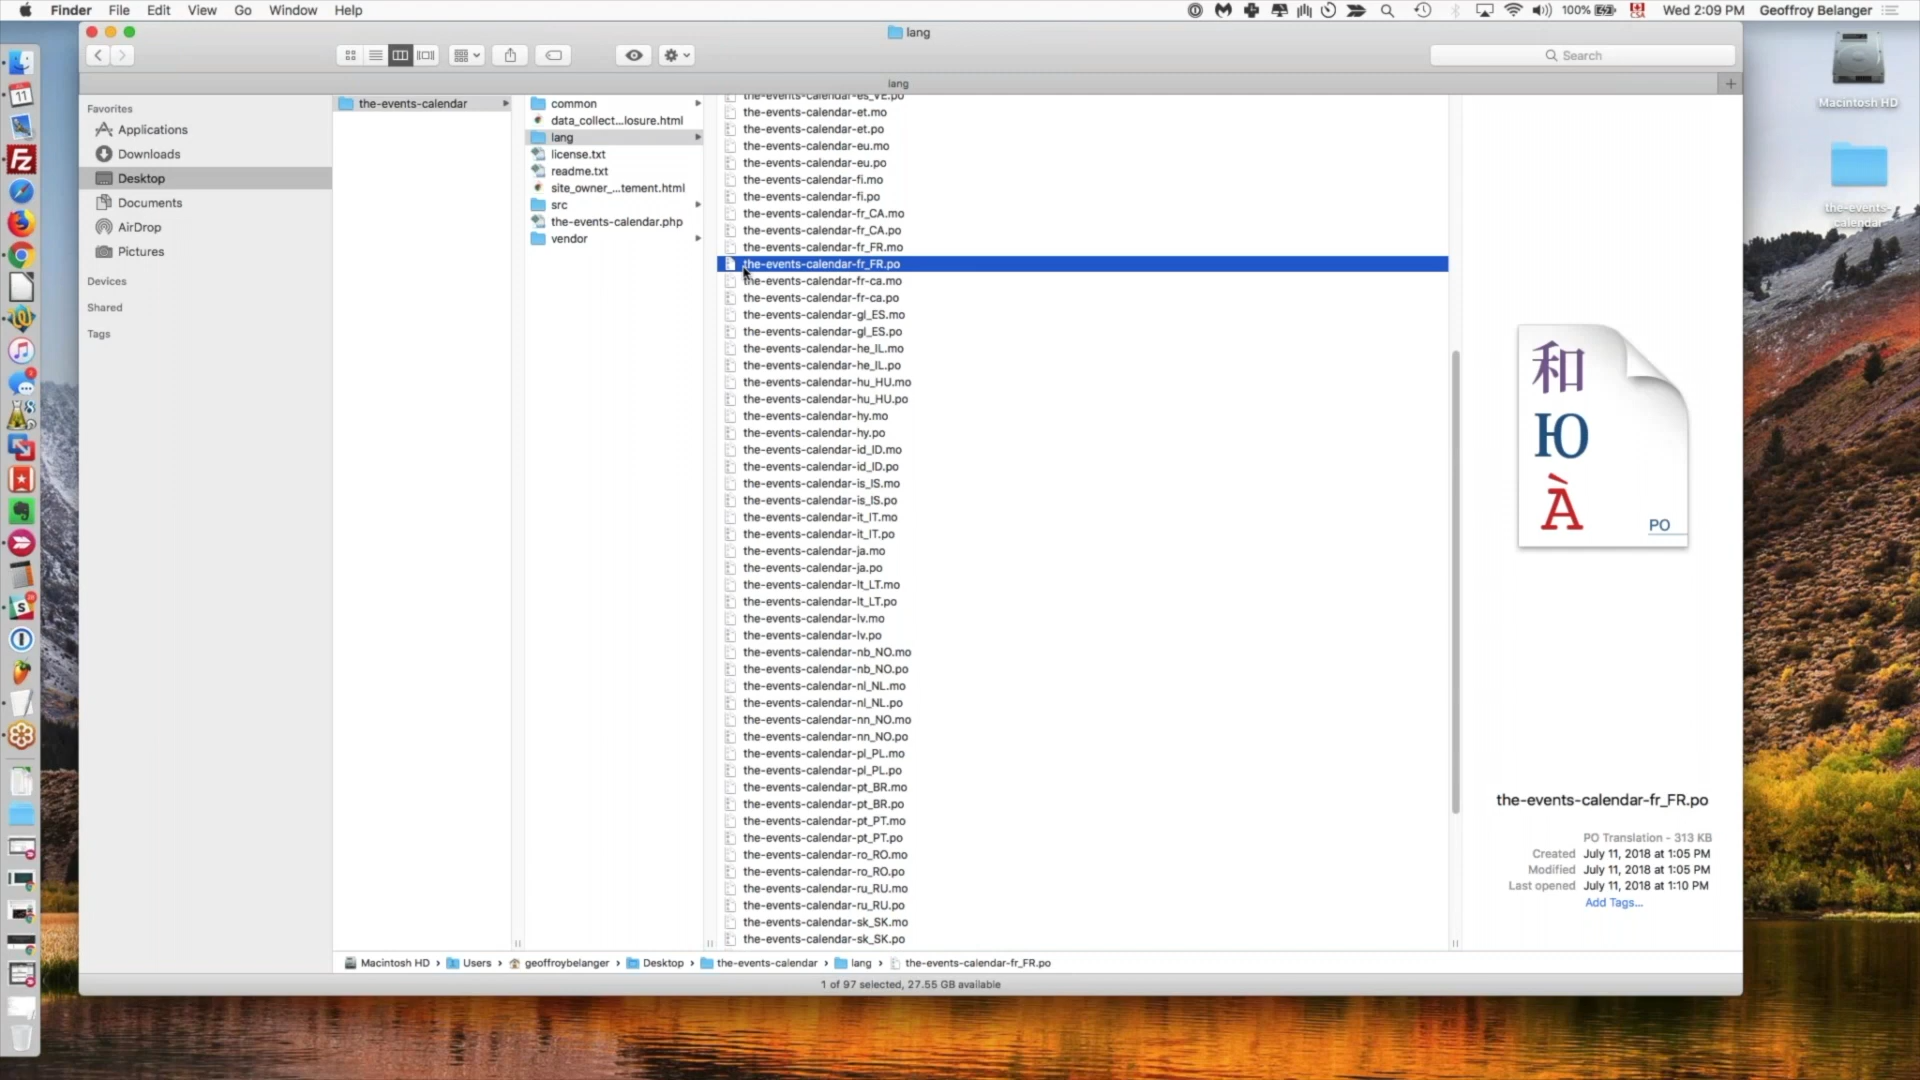 Finder File Edit View Go Window Help
100% Wed 2:09 PM Geoffroy Belanger
lang
Search
lang
Favorites
Applications
Downloads
Desktop
Documents
AirDrop
Pictures
Devices
Shared
Tags
the-events-calendar
common
data_collect...losure.html
lang
license.txt
readme.txt
site_owner_...tement.html
src
the-events-calendar.php
vendor
the-events-calendar-es_VE.po
the-events-calendar-et.mo
the-events-calendar-et.po
the-events-calendar-eu.mo
the-events-calendar-eu.po
the-events-calendar-fi.mo
the-events-calendar-fi.po
the-events-calendar-fr_CA.mo
the-events-calendar-fr_CA.po
the-events-calendar-fr_FR.mo
the-events-calendar-fr_FR.po
the-events-calendar-fr-ca.mo
the-events-calendar-fr-ca.po
the-events-calendar-gl_ES.mo
the-events-calendar-gl_ES.po
the-events-calendar-he_IL.mo
the-events-calendar-he_IL.po
the-events-calendar-hu_HU.mo
the-events-calendar-hu_HU.po
the-events-calendar-hy.mo
the-events-calendar-hy.po
the-events-calendar-id_ID.mo
the-events-calendar-id_ID.po
the-events-calendar-is_IS.mo
the-events-calendar-is_IS.po
the-events-calendar-it_IT.mo
the-events-calendar-it_IT.po
the-events-calendar-ja.mo
the-events-calendar-ja.po
the-events-calendar-lt_LT.mo
the-events-calendar-lt_LT.po
the-events-calendar-lv.mo
the-events-calendar-lv.po
the-events-calendar-nb_NO.mo
the-events-calendar-nb_NO.po
the-events-calendar-nl_NL.mo
the-events-calendar-nl_NL.po
the-events-calendar-nn_NO.mo
the-events-calendar-nn_NO.po
the-events-calendar-pl_PL.mo
the-events-calendar-pl_PL.po
the-events-calendar-pt_BR.mo
the-events-calendar-pt_BR.po
the-events-calendar-pt_PT.mo
the-events-calendar-pt_PT.po
the-events-calendar-ro_RO.mo
the-events-calendar-ro_RO.po
the-events-calendar-ru_RU.mo
the-events-calendar-ru_RU.po
the-events-calendar-sk_SK.mo
the-events-calendar-sk_SK.po
和
Ю
À
PO
the-events-calendar-fr_FR.po
PO Translation - 313 KB
Created July 11, 2018 at 1:05 PM
Modified July 11, 2018 at 1:05 PM
Last opened July 11, 2018 at 1:10 PM
Add Tags...
Macintosh HD › Users › geoffroybelanger › Desktop › the-events-calendar › lang › the-events-calendar-fr_FR.po
1 of 97 selected, 27.55 GB available
Macintosh HD
the-events-
calendar
11
Fz